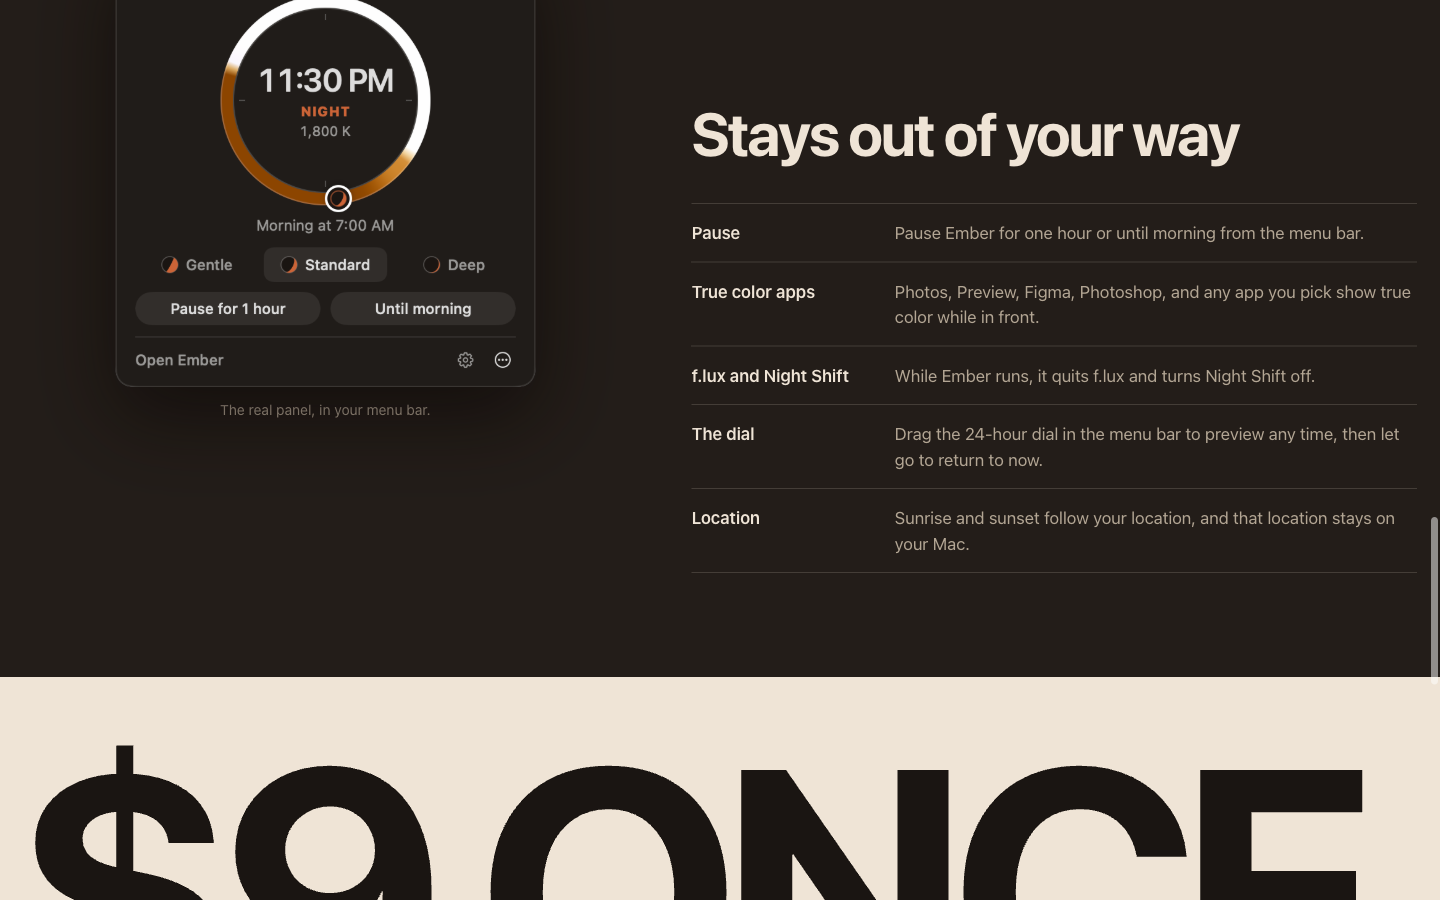 11:30 PM
NIGHT
1,800 K
Morning at 7:00 AM
Gentle
Standard
Deep
Pause for 1 hour
Until morning
Open Ember
The real panel, in your menu bar.
Stays out of your way
Pause
Pause Ember for one hour or until morning from the menu bar.
True color apps
Photos, Preview, Figma, Photoshop, and any app you pick show true
color while in front.
f.lux and Night Shift
While Ember runs, it quits f.lux and turns Night Shift off.
The dial
Drag the 24-hour dial in the menu bar to preview any time, then let
go to return to now.
Location
Sunrise and sunset follow your location, and that location stays on
your Mac.
$9 ONCE